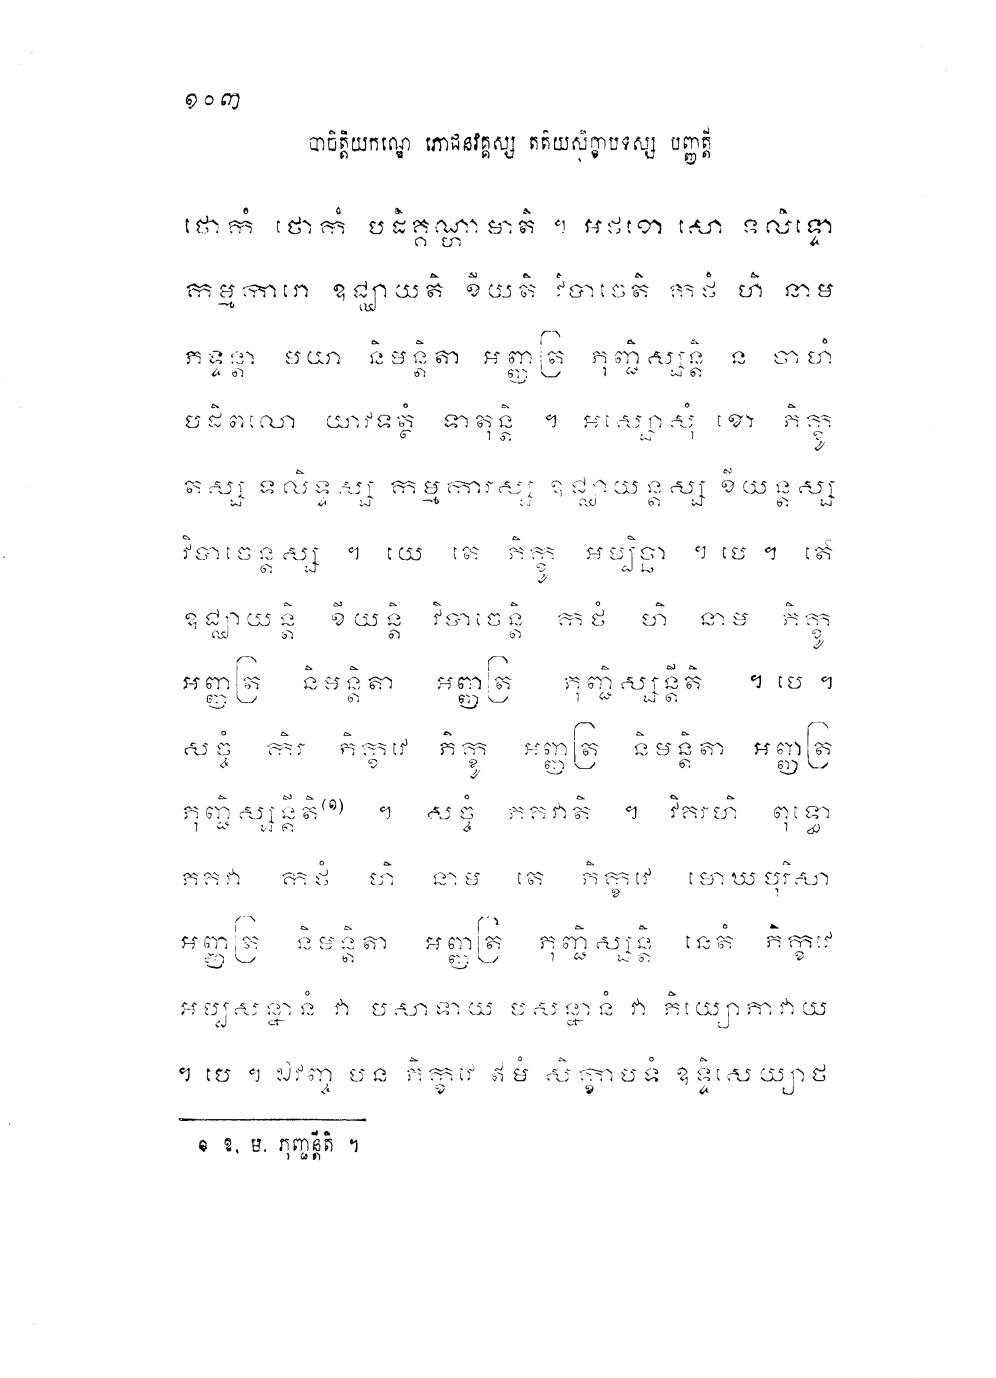 ១០៣
បាចិត្តិយកណ្ឌេ ភោជនវគ្គស្ស តតិយសិក្ខាបទស្ស បញ្ញត្តិ
ថោកំ ថោកំ បដិគ្គណ្ហាមាតិ ។ អថខោ សោ ទលិទ្ទោ
កម្មការោ ឧជ្ឈាយតិ ខីយតិ វិបាចេតិ កថំ ហិ នាម
ភទ្ទន្តា មយា និមន្តិតា អញ្ញត្រ ភុញ្ជិស្សន្តិ ន ចាហំ
បដិពលោ យាវទត្ថំ ទាតុន្តិ ។ អស្សោសុំ ខោ ភិក្ខូ
តស្ស ទលិទ្ទស្ស កម្មការស្ស ឧជ្ឈាយន្តស្ស ខីយន្តស្ស
វិបាចេន្តស្ស ។ យេ តេ ភិក្ខូ អប្បិច្ឆា ។ បេ ។ តេ
ឧជ្ឈាយន្តិ ខីយន្តិ វិបាចេន្តិ កថំ ហិ នាម ភិក្ខូ
អញ្ញត្រ និមន្តិតា អញ្ញត្រ ភុញ្ជិស្សន្តីតិ ។ បេ ។
សច្ចំ កិរ ភិក្ខវេ ភិក្ខូ អញ្ញត្រ និមន្តិតា អញ្ញត្រ
ភុញ្ជិស្សន្តីតិ(១) ។ សច្ចំ ភគវាតិ ។ វិគរហិ ពុទ្ធោ
ភគវា កថំ ហិ នាម តេ ភិក្ខវេ មោឃបុរិសា
អញ្ញត្រ និមន្តិតា អញ្ញត្រ ភុញ្ជិស្សន្តិ នេតំ ភិក្ខវេ
អប្បសន្នានំ វា បសាទាយ បសន្នានំ វា ភិយ្យោភាវាយ
។ បេ ។ ឯវញ្ច បន ភិក្ខវេ ឥមំ សិក្ខាបទំ ឧទ្ទិសេយ្យាថ
១ ឱ, ម. ភុញ្ជន្តីតិ ។